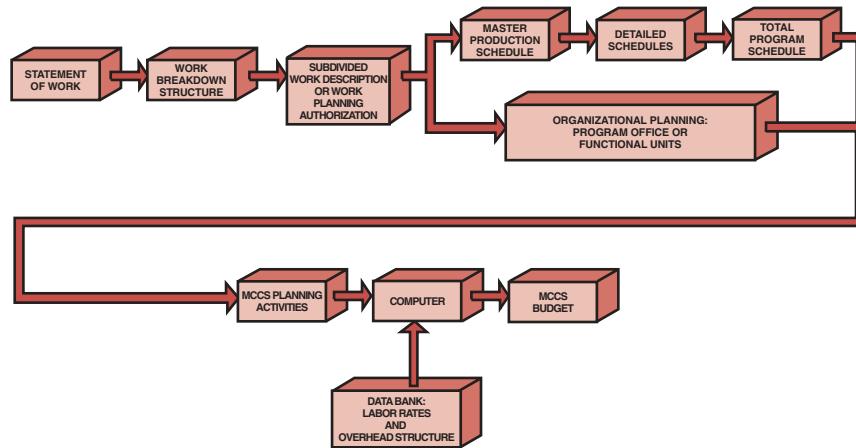 STATEMENT
OF WORK
WORK
BREAKDOWN
STRUCTURE
SUBDIVIDED
WORK DESCRIPTION
OR WORK
PLANNING
AUTHORIZATION
MASTER
PRODUCTION
SCHEDULE
DETAILED
SCHEDULES
TOTAL
PROGRAM
SCHEDULE
ORGANIZATIONAL PLANNING:
PROGRAM OFFICE OR
FUNCTIONAL UNITS
MCCS PLANNING
ACTIVITIES
COMPUTER
MCCS
BUDGET
DATA BANK:
LABOR RATES
AND
OVERHEAD STRUCTURE